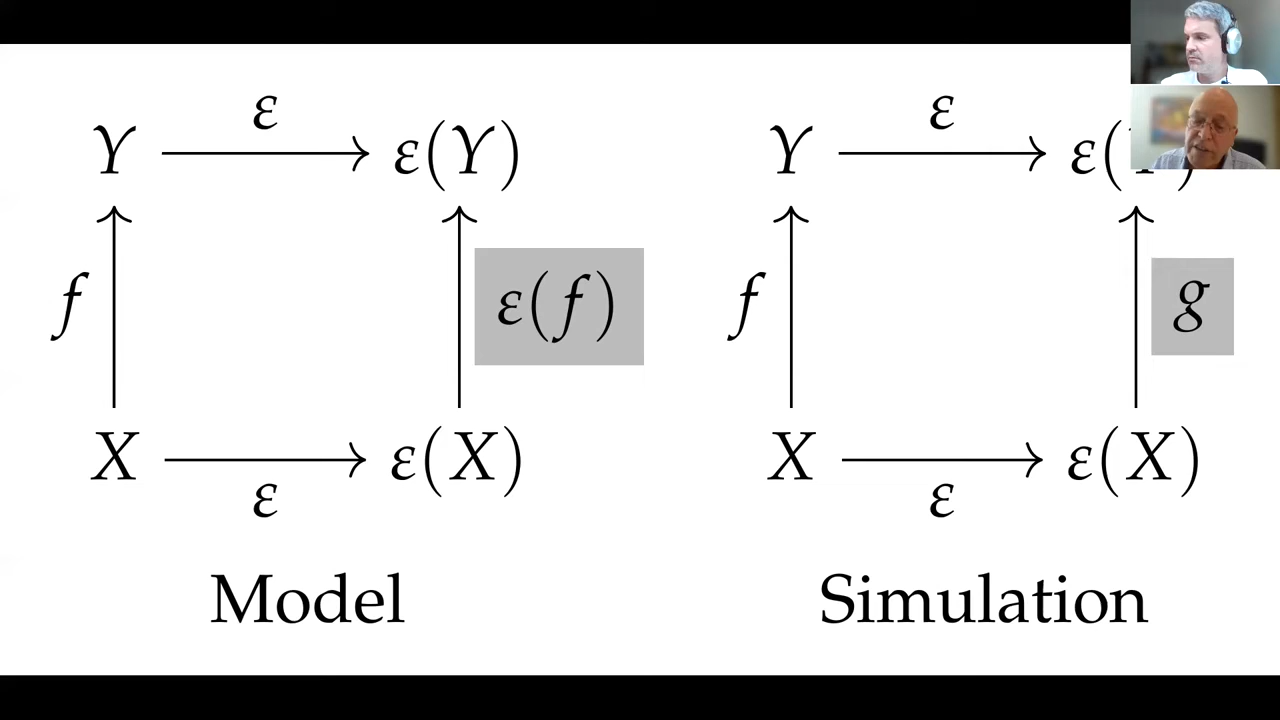 Y ε ε(Y)
f ε(f)
X ε ε(X)
Model
Y ε
f g
X ε ε(X)
Simulation